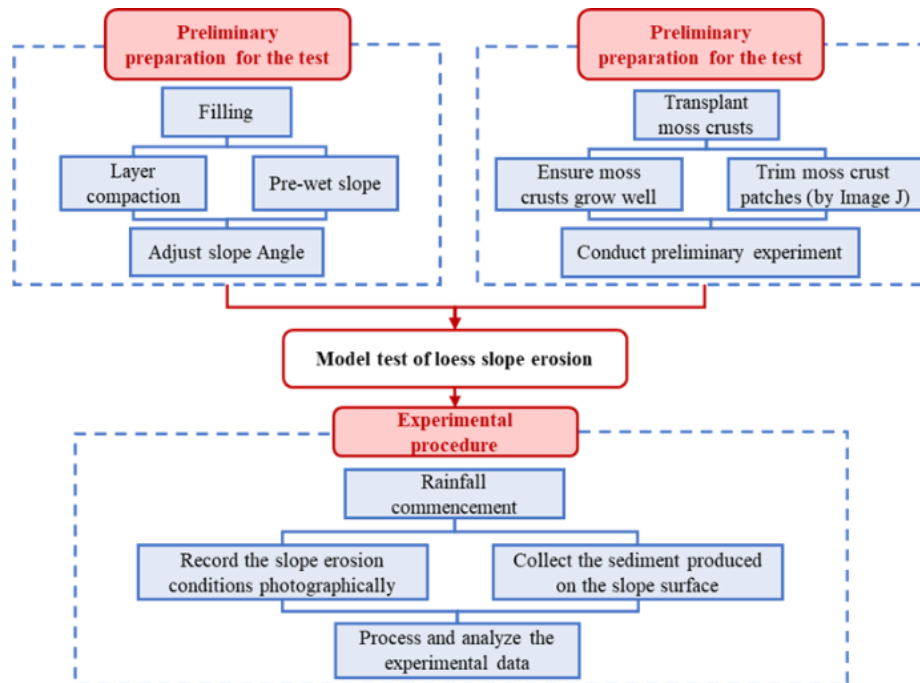 Preliminary
preparation for the test
Filling
Layer
compaction
Pre-wet slope
Adjust slope Angle
Preliminary
preparation for the test
Transplant
moss crusts
Ensure moss
crusts grow well
Trim moss crust
patches (by Image J)
Conduct preliminary experiment
Model test of loess slope erosion
Experimental
procedure
Rainfall
commencement
Record the slope erosion
conditions photographically
Collect the sediment produced
on the slope surface
Process and analyze the
experimental data